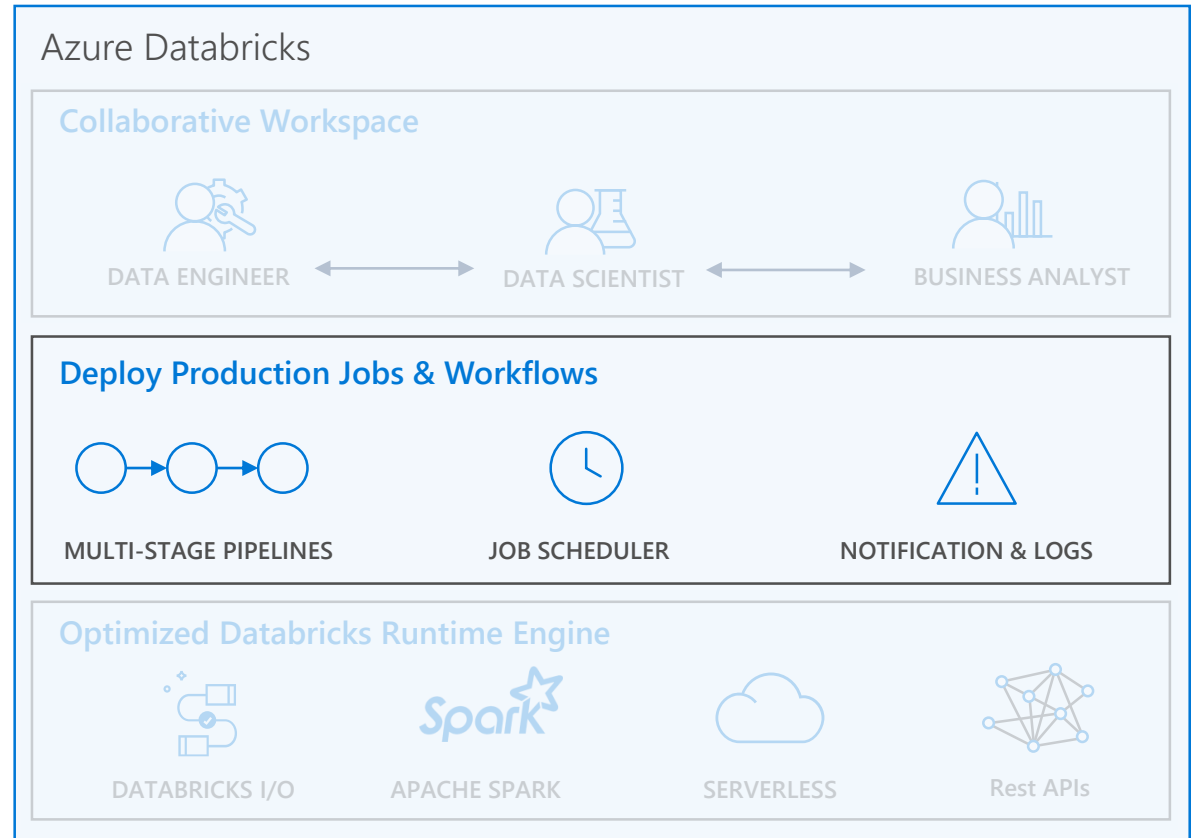 Azure Databricks
Collaborative Workspace
DATA ENGINEER
DATA SCIENTIST
BUSINESS ANALYST
Deploy Production Jobs & Workflows
MULTI-STAGE PIPELINES
JOB SCHEDULER
NOTIFICATION & LOGS
Optimized Databricks Runtime Engine
Spark
DATABRICKS I/O
APACHE SPARK
SERVERLESS
Rest APIs